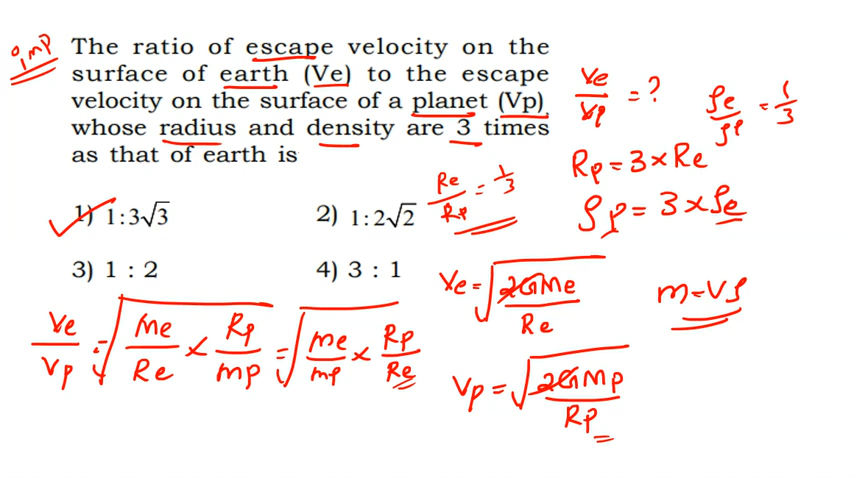 Imp
The ratio of escape velocity on the
surface of earth (Ve) to the escape
velocity on the surface of a planet (Vp),
whose radius and density are 3 times
as that of earth is
1) 1 : 3√3
2) 1 : 2√2
3) 1 : 2
4) 3 : 1
Ve/Vp = ?
ρe/ρp = 1/3
Rp = 3 × Re
Re/Rp = 1/3
ρp = 3 × ρe
Ve = √(2GMe/Re)
m = Vρ
Ve/Vp = √(Me/Re × Rp/mp) = √(me/mp × Rp/Re)
Vp = √(2GMp/Rp)